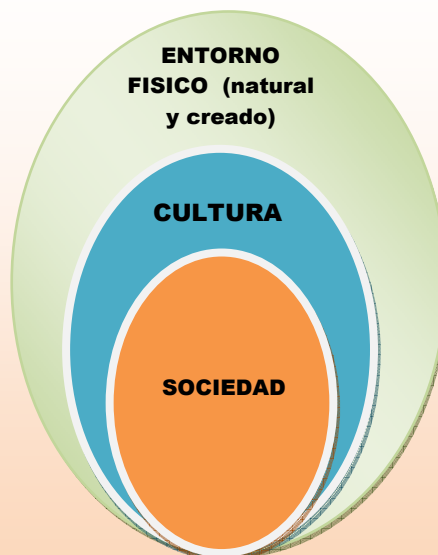 ENTORNO
FISICO (natural
y creado)
CULTURA
SOCIEDAD